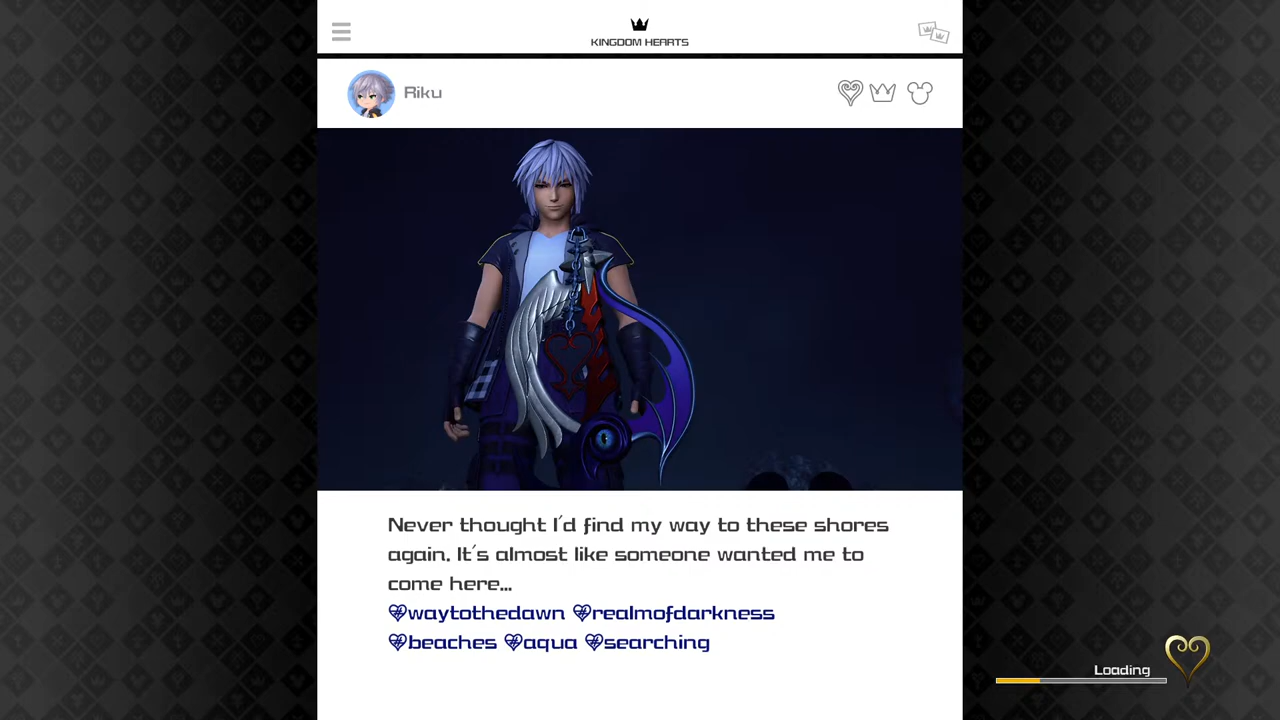 KINGDOM HEARTS
Riku
Never thought I'd find my way to these shores
again. It's almost like someone wanted me to
come here...
#waytothedawn #realmofdarkness
#beaches #aqua #searching
Loading